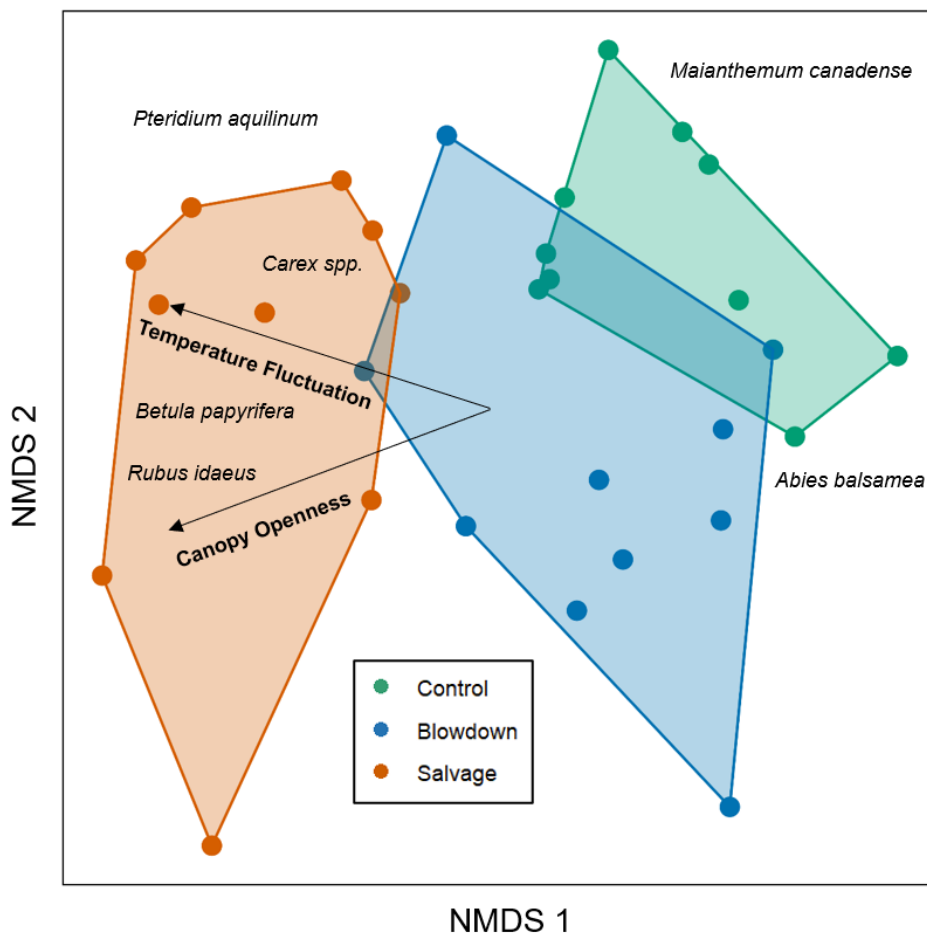 Maianthemum canadense
Pteridium aquilinum
Carex spp.
Temperature Fluctuation
Betula papyrifera
Rubus idaeus
Abies balsamea
Canopy Openness
NMDS 2
Control
Blowdown
Salvage
NMDS 1